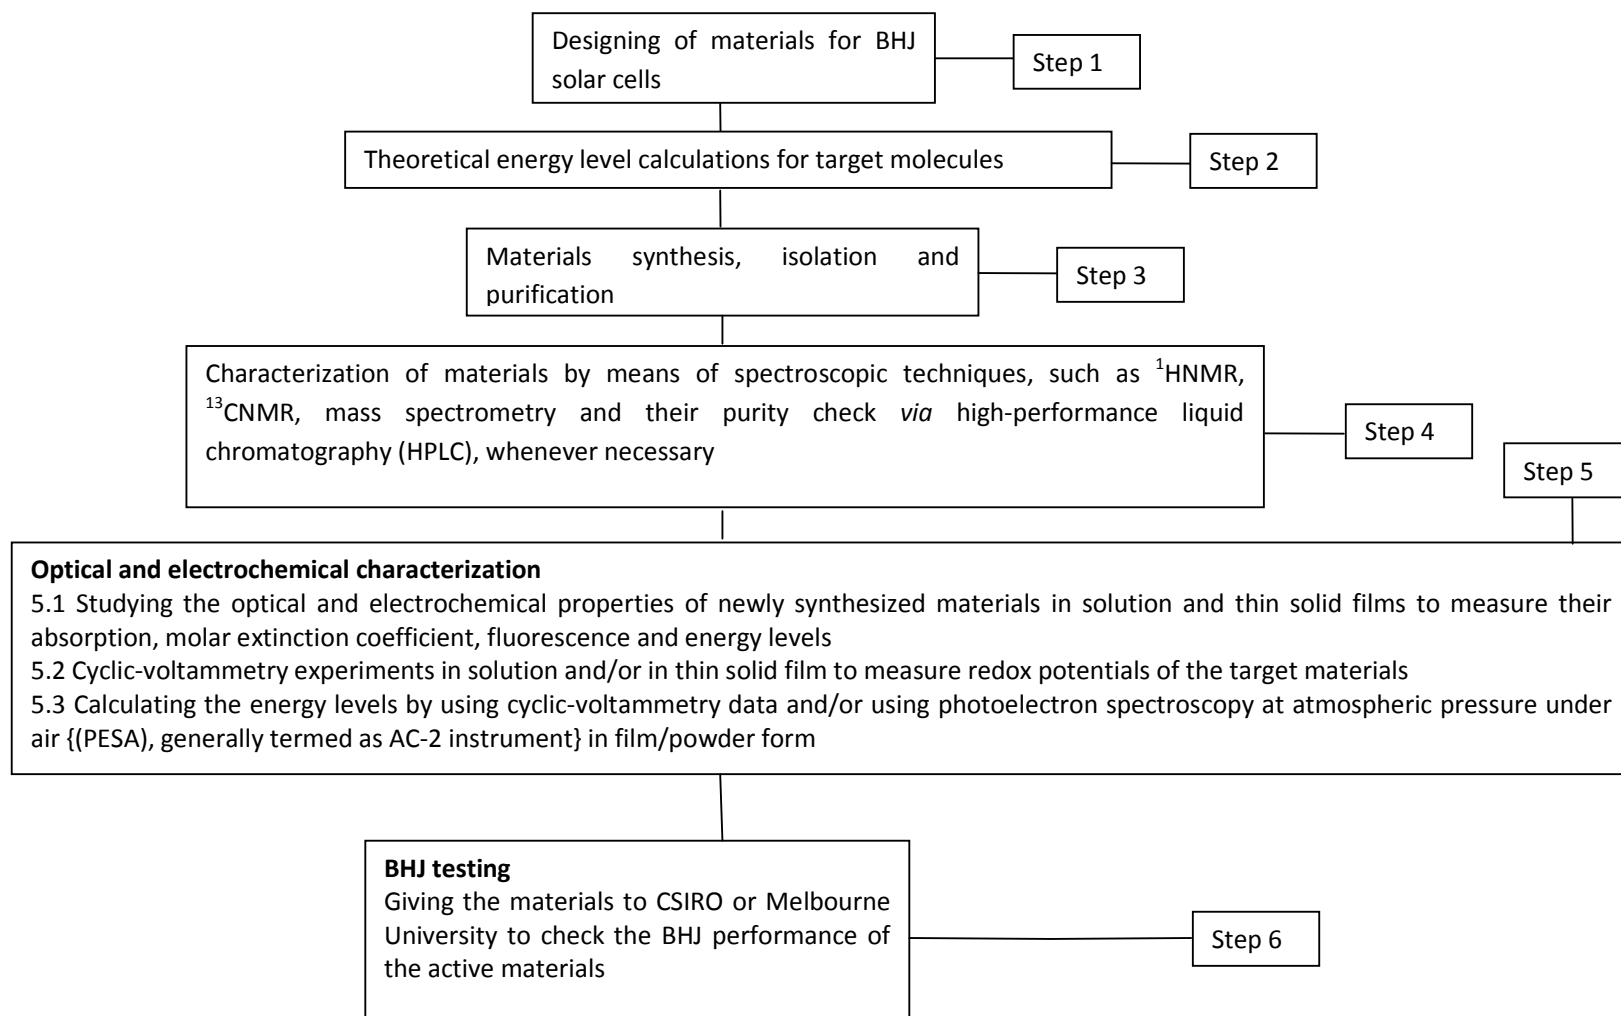 Designing of materials for BHJ
solar cells
Step 1
Theoretical energy level calculations for target molecules
Step 2
Materials synthesis, isolation and
purification
Step 3
Characterization of materials by means of spectroscopic techniques, such as ¹HNMR,
¹³CNMR, mass spectrometry and their purity check via high-performance liquid
chromatography (HPLC), whenever necessary
Step 4
Step 5
Optical and electrochemical characterization
5.1 Studying the optical and electrochemical properties of newly synthesized materials in solution and thin solid films to measure their
absorption, molar extinction coefficient, fluorescence and energy levels
5.2 Cyclic-voltammetry experiments in solution and/or in thin solid film to measure redox potentials of the target materials
5.3 Calculating the energy levels by using cyclic-voltammetry data and/or using photoelectron spectroscopy at atmospheric pressure under
air {(PESA), generally termed as AC-2 instrument} in film/powder form
BHJ testing
Giving the materials to CSIRO or Melbourne
University to check the BHJ performance of
the active materials
Step 6